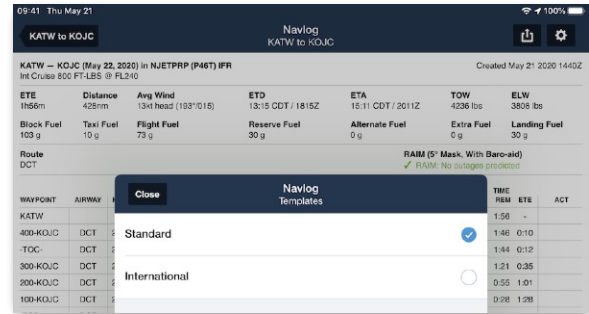 09:41 Thu May 21
100%
KATW to KOJC
Navlog
KATW to KOJC
KATW — KOJC (May 22, 2020) in NJETPRP (P46T) IFR
Created May 21 2020 1440Z
Int Cruise 800 FT-LBS @ FL240
ETE Distance Avg Wind ETD ETA TOW ELW
1h56m 428nm 13kt head (193°/015) 13:15 CDT / 1815Z 15:11 CDT / 2011Z 4236 lbs 3808 lbs
Block Fuel Taxi Fuel Flight Fuel Reserve Fuel Alternate Fuel Extra Fuel Landing Fuel
103 g 10 g 73 g 30 g 0 g 0 g 30 g
Route RAIM (5° Mask, With Baro-aid)
DCT ✓ RAIM: No outages predicted
Close
Navlog
Templates
Standard
International
WAYPOINT AIRWAY TIME REM ETE ACT
KATW 1:56 -
400-KOJC DCT 1:46 0:10
-TOC- DCT 1:44 0:12
300-KOJC DCT 1:21 0:35
200-KOJC DCT 0:55 1:01
100-KOJC DCT 0:28 1:28